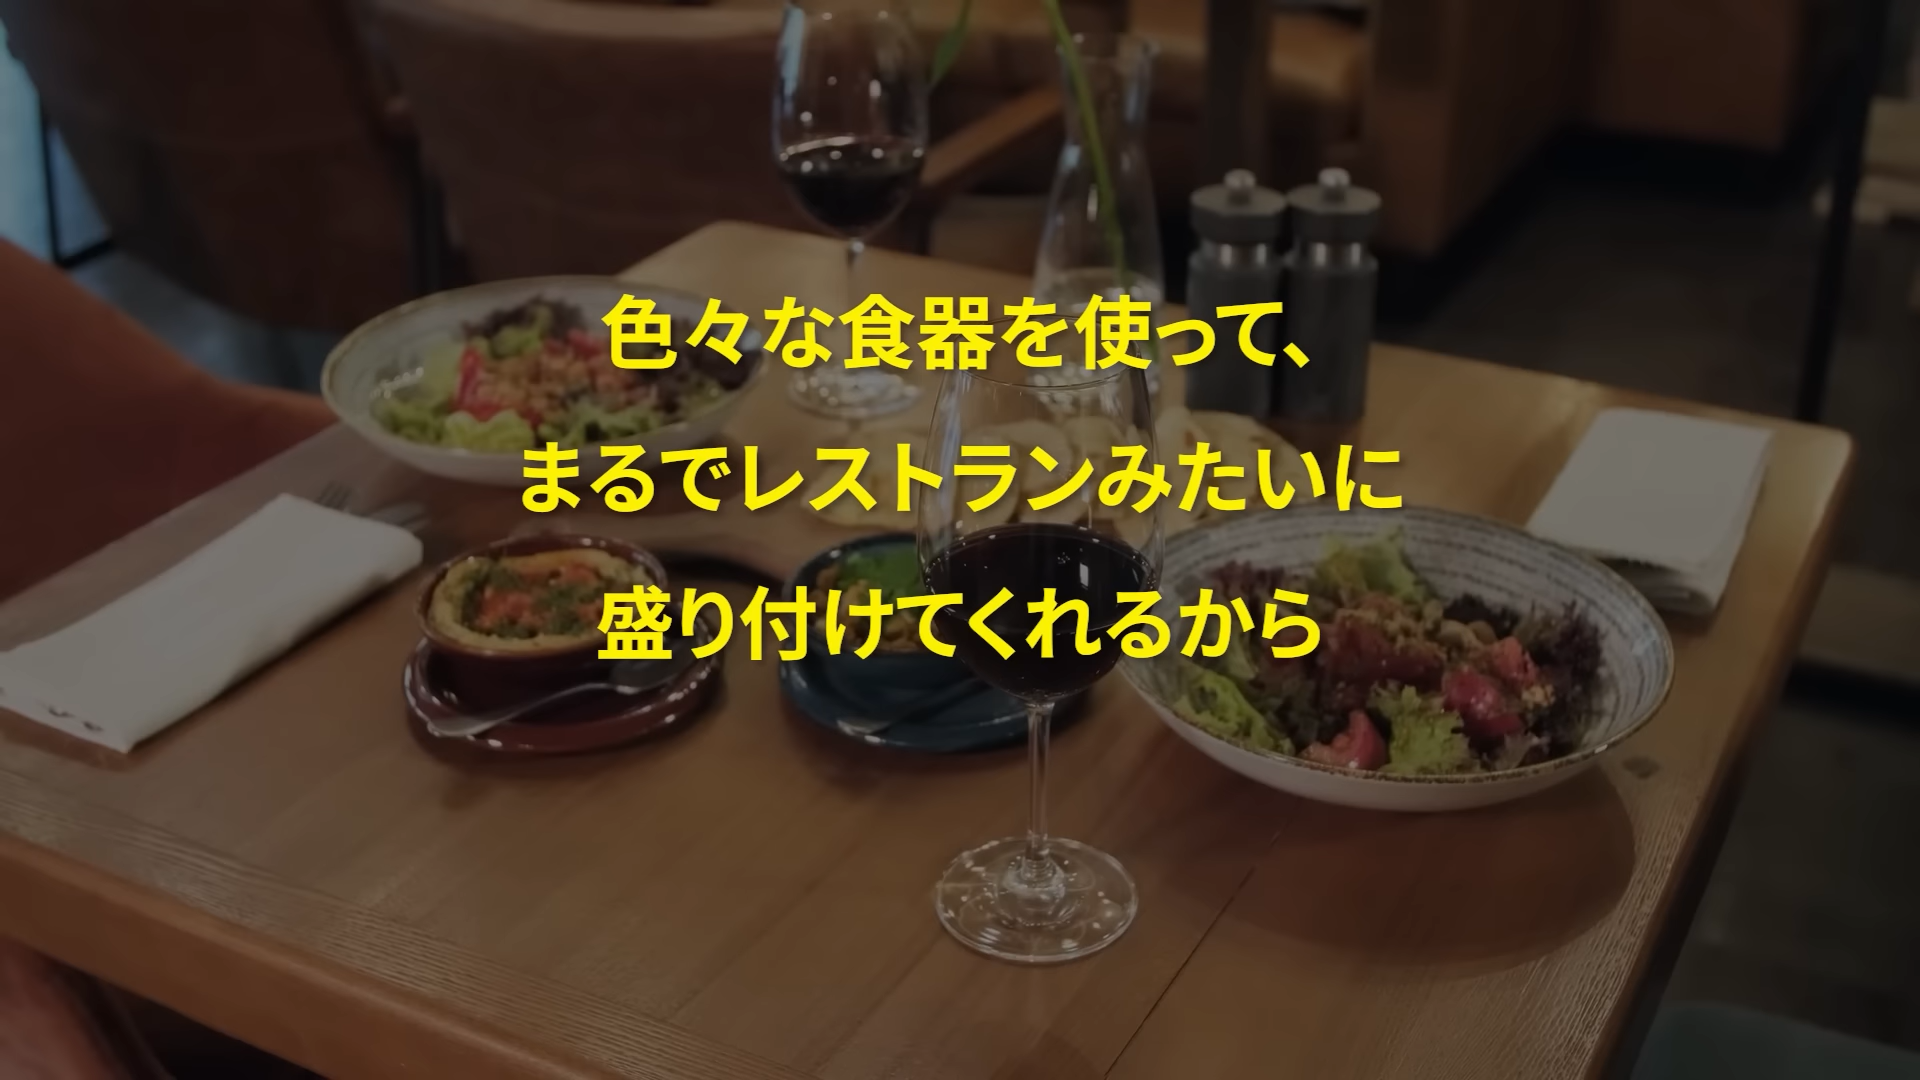 色々な食器を使って、
まるでレストランみたいに
盛り付けてくれるから